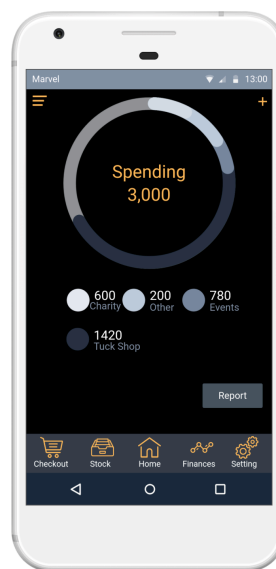 Marvel 13:00
+
Spending
3,000
600 200 780
Charity Other Events
1420
Tuck Shop
Report
Checkout Stock Home Finances Setting